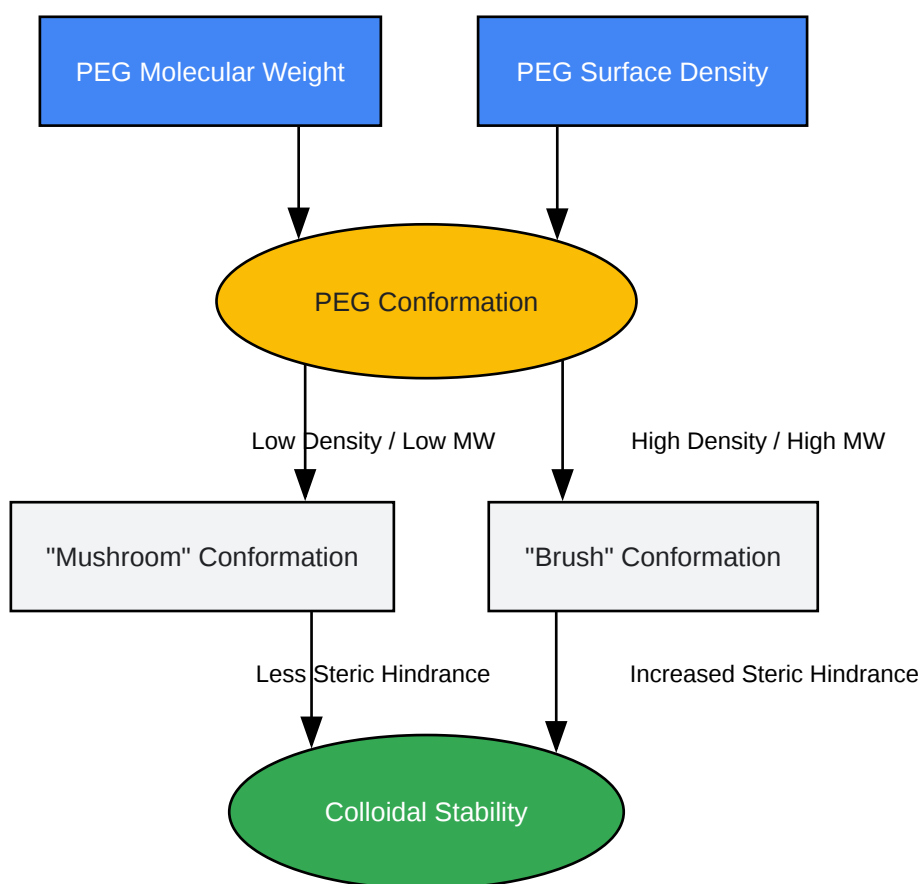 PEG Molecular Weight
PEG Surface Density
PEG Conformation
Low Density / Low MW
High Density / High MW
"Mushroom" Conformation
"Brush" Conformation
Less Steric Hindrance
Increased Steric Hindrance
Colloidal Stability